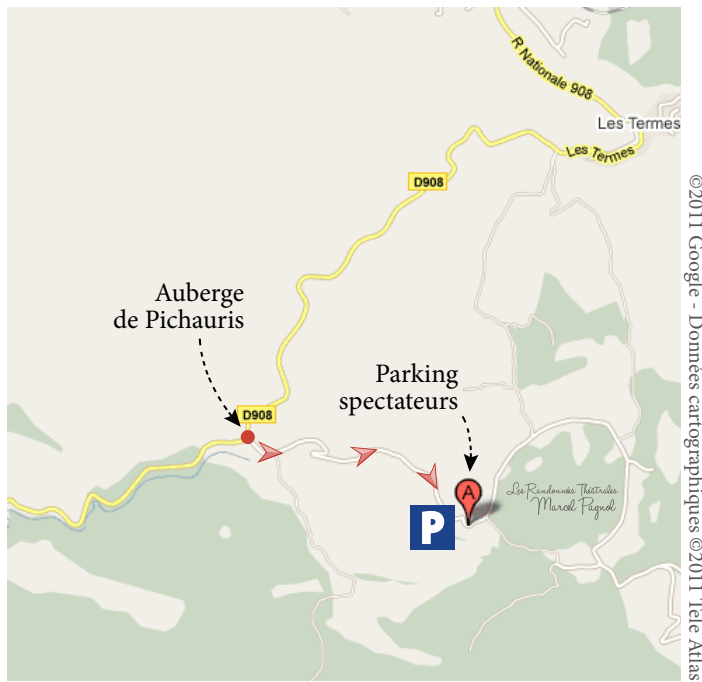 R Nationale 908
Les Termes
Les Termes
D908
Auberge
de Pichauris
Parking
spectateurs
D908
A
Les Randonnées Théâtrales
Marcel Pagnol
P
©2011 Google - Données cartographiques ©2011 Tele Atlas